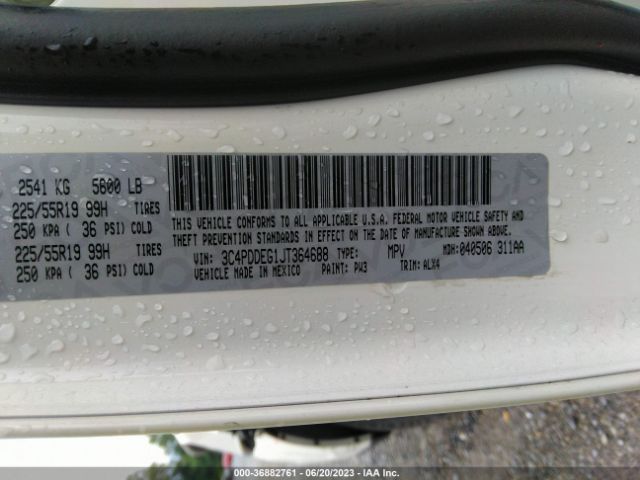 2541 KG 5600 LB
225/55R19 99H TIRES
250 KPA ( 36 PSI) COLD
225/55R19 99H TIRES
250 KPA ( 36 PSI) COLD
THIS VEHICLE CONFORMS TO ALL APPLICABLE U.S.A. FEDERAL MOTOR VEHICLE SAFETY AND
THEFT PREVENTION STANDARDS IN EFFECT ON THE DATE OF MANUFACTURE SHOWN ABOVE.
VIN: 3C4PDDEG1JT364688 TYPE: MPV MDH:040506 311AA
VEHICLE MADE IN MEXICO PAINT: PW3 TRIM: ALX4
000-36882761 - 06/20/2023 - IAA Inc.